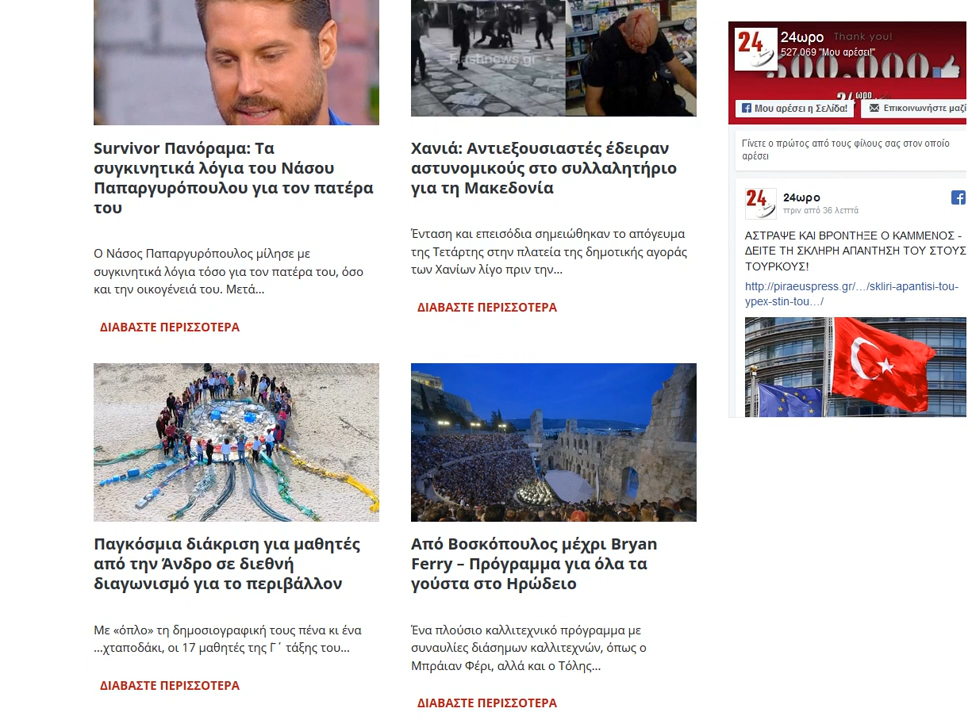 Survivor Πανόραμα: Τα
συγκινητικά λόγια του Νάσου
Παπαργυρόπουλου για τον πατέρα
του
Ο Νάσος Παπαργυρόπουλος μίλησε με
συγκινητικά λόγια τόσο για τον πατέρα του, όσο
και την οικογένειά του. Μετά...
ΔΙΑΒΑΣΤΕ ΠΕΡΙΣΣΟΤΕΡΑ
flashnews.gr
Χανιά: Αντιεξουσιαστές έδειραν
αστυνομικούς στο συλλαλητήριο
για τη Μακεδονία
Ένταση και επεισόδια σημειώθηκαν το απόγευμα
της Τετάρτης στην πλατεία της δημοτικής αγοράς
των Χανίων λίγο πριν την...
ΔΙΑΒΑΣΤΕ ΠΕΡΙΣΣΟΤΕΡΑ
Παγκόσμια διάκριση για μαθητές
από την Άνδρο σε διεθνή
διαγωνισμό για το περιβάλλον
Με «όπλο» τη δημοσιογραφική τους πένα κι ένα
...χταποδάκι, οι 17 μαθητές της Γ΄ τάξης του...
ΔΙΑΒΑΣΤΕ ΠΕΡΙΣΣΟΤΕΡΑ
Από Βοσκόπουλος μέχρι Bryan
Ferry – Πρόγραμμα για όλα τα
γούστα στο Ηρώδειο
Ένα πλούσιο καλλιτεχνικό πρόγραμμα με
συναυλίες διάσημων καλλιτεχνών, όπως ο
Μπράιαν Φέρι, αλλά και ο Τόλης...
ΔΙΑΒΑΣΤΕ ΠΕΡΙΣΣΟΤΕΡΑ
24
24ωρο Thank you!
527.069 "Μου αρέσει!"
500.000
24ωρο
Μου αρέσει η Σελίδα!
Επικοινωνήστε μαζί
Γίνετε ο πρώτος από τους φίλους σας στον οποίο
αρέσει
24
24ωρο
πριν από 36 λεπτά
ΑΣΤΡΑΨΕ ΚΑΙ ΒΡΟΝΤΗΞΕ Ο ΚΑΜΜΕΝΟΣ -
ΔΕΙΤΕ ΤΗ ΣΚΛΗΡΗ ΑΠΑΝΤΗΣΗ ΤΟΥ ΣΤΟΥΣ
ΤΟΥΡΚΟΥΣ!
http://piraeuspress.gr/…/skliri-apantisi-tou-
ypex-stin-tou…/